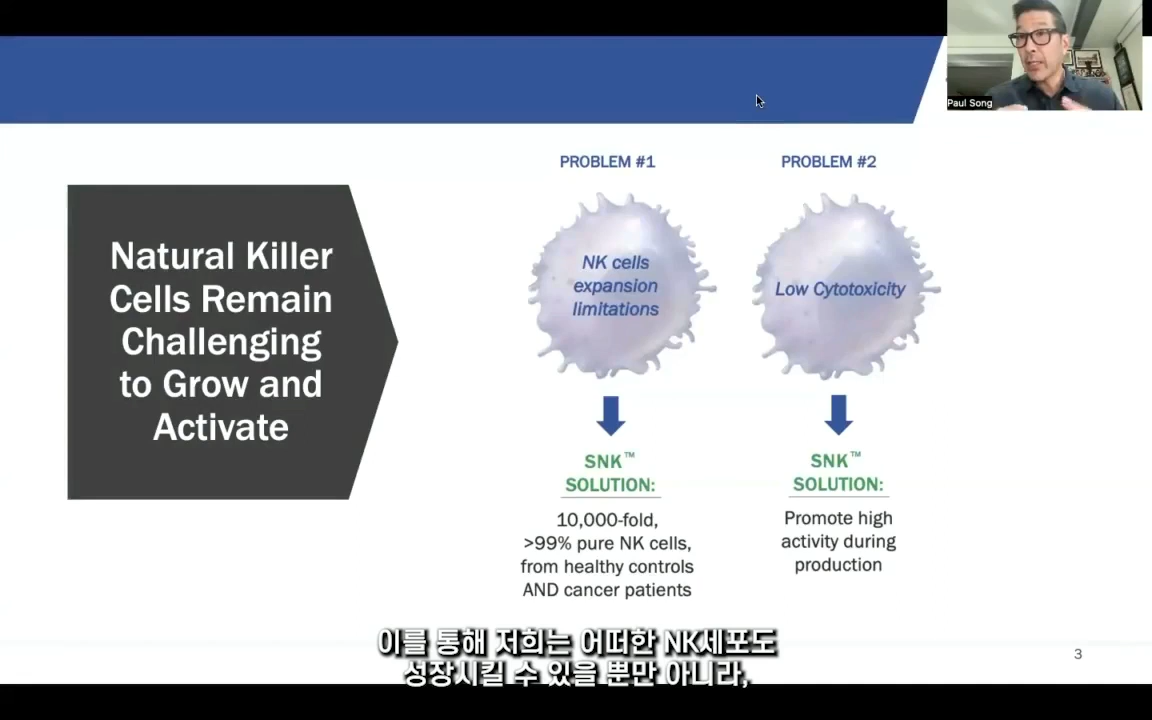 Paul Song
Natural Killer
Cells Remain
Challenging
to Grow and
Activate
PROBLEM #1
NK cells
expansion
limitations
SNK™
SOLUTION:
10,000-fold,
>99% pure NK cells,
from healthy controls
AND cancer patients
PROBLEM #2
Low Cytotoxicity
SNK™
SOLUTION:
Promote high
activity during
production
이를 통해 저희는 어떠한 NK세포도
성장시킬 수 있을 뿐만 아니라,
3